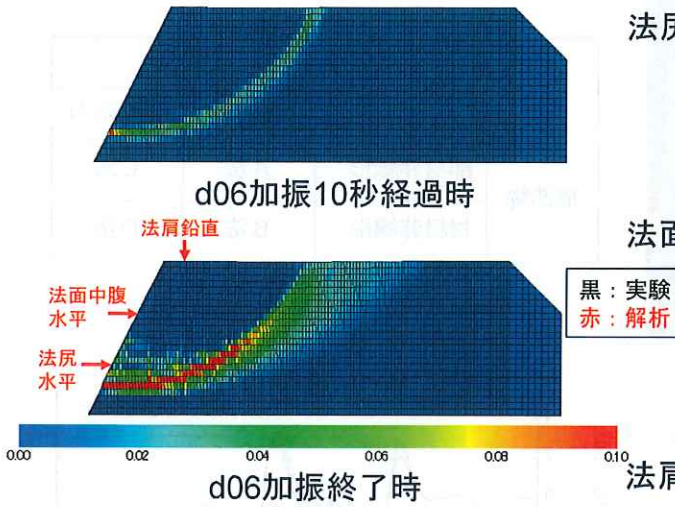 法尻
d06加振10秒経過時
法肩鉛直
法面
法面中腹
水平
黒：実験
赤：解析
法尻
水平
0.00 0.02 0.04 0.06 0.08 0.10
d06加振終了時
法肩